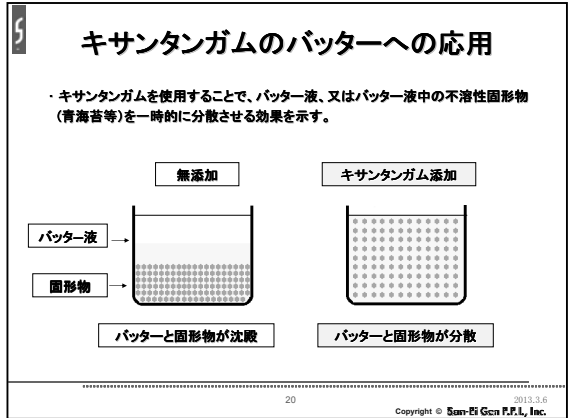 キサンタンガムのバッターへの応用
・キサンタンガムを使用することで、バッター液、又はバッター液中の不溶性固形物
（青海苔等）を一時的に分散させる効果を示す。
無添加
キサンタンガム添加
バッター液
固形物
バッターと固形物が沈殿
バッターと固形物が分散
20
2013.3.6
Copyright © San-Ei Gen F.F.I., Inc.